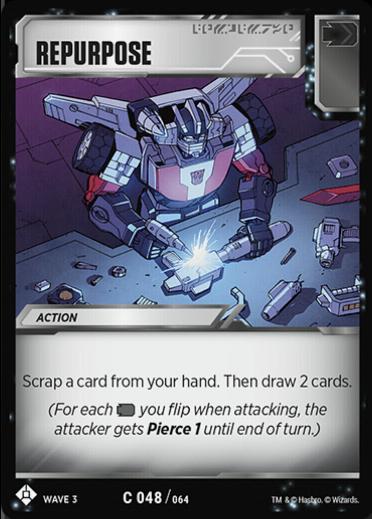 REPURPOSE
ACTION
Scrap a card from your hand. Then draw 2 cards.
(For each you flip when attacking, the
attacker gets Pierce 1 until end of turn.)
WAVE 3
C 048/064
TM & © Hasbro. © Wizards.